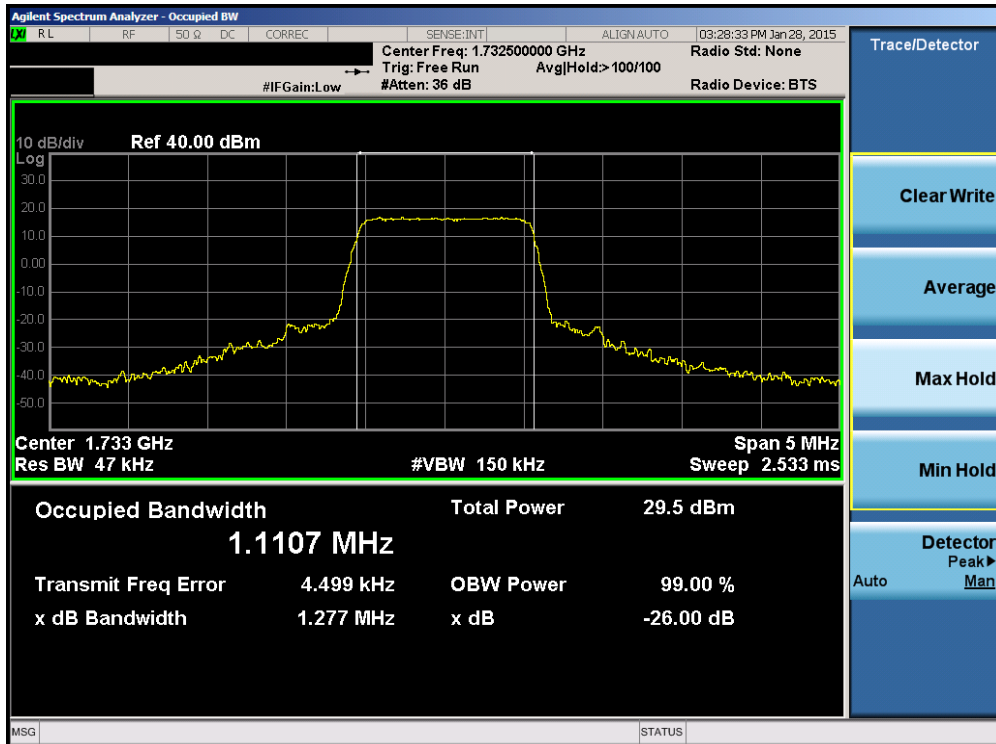 Agilent Spectrum Analyzer - Occupied BW
LXI RL RF 50 Ω DC CORREC SENSE:INT ALIGN AUTO 03:28:33 PM Jan 28, 2015
Center Freq: 1.732500000 GHz Radio Std: None
Trig: Free Run Avg|Hold:> 100/100
#IFGain:Low #Atten: 36 dB Radio Device: BTS
10 dB/div Ref 40.00 dBm
Log
30.0
20.0
10.0
0.00
-10.0
-20.0
-30.0
-40.0
-50.0
Center 1.733 GHz Span 5 MHz
Res BW 47 kHz #VBW 150 kHz Sweep 2.533 ms
Occupied Bandwidth Total Power 29.5 dBm
1.1107 MHz
Transmit Freq Error 4.499 kHz OBW Power 99.00 %
x dB Bandwidth 1.277 MHz x dB -26.00 dB
MSG STATUS
Trace/Detector
Clear Write
Average
Max Hold
Min Hold
Detector
Peak▶
Auto Man